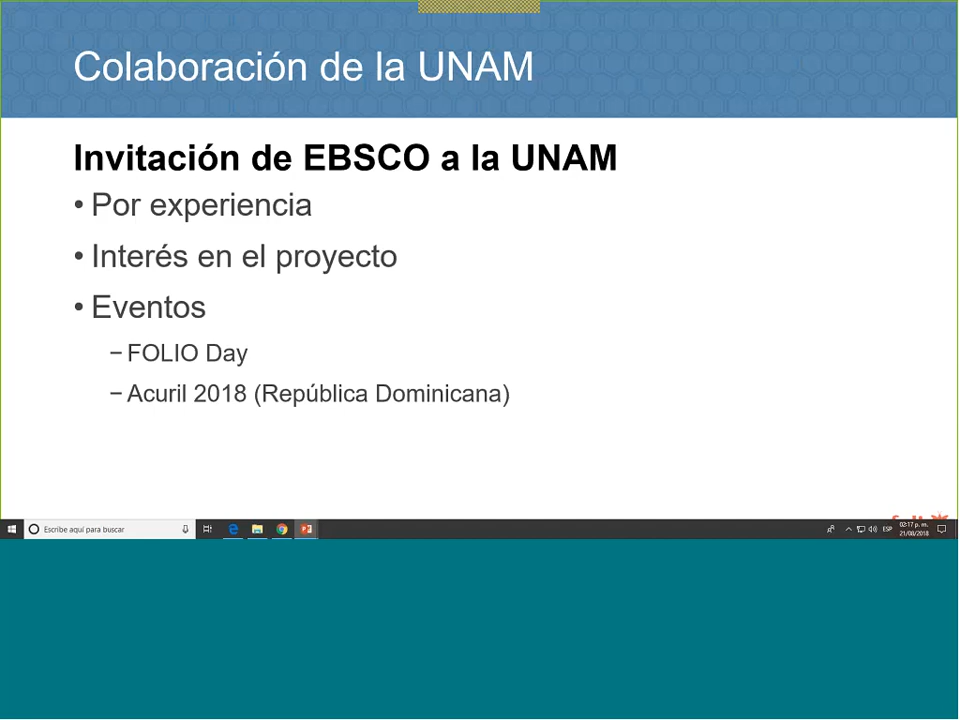 Colaboración de la UNAM
Invitación de EBSCO a la UNAM
• Por experiencia
• Interés en el proyecto
• Eventos
– FOLIO Day
– Acuril 2018 (República Dominicana)
Escribe aquí para buscar
ESP
02:17 p. m.
21/08/2018